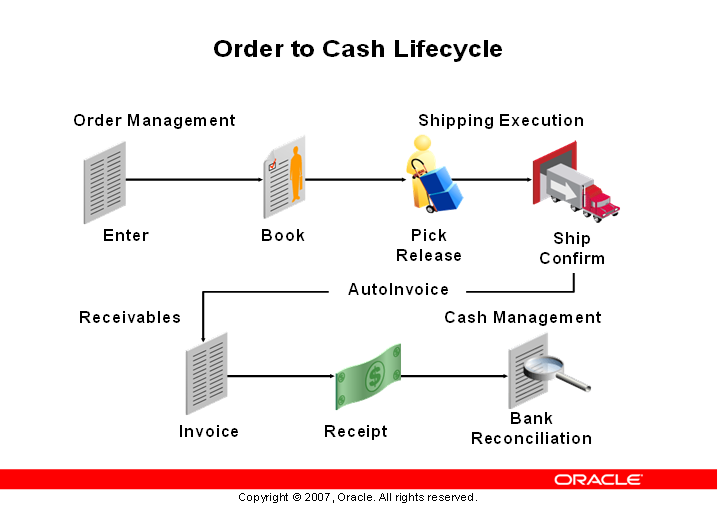 Order to Cash Lifecycle
Order Management
Shipping Execution
Enter
Book
Pick
Release
Ship
Confirm
AutoInvoice
Receivables
Cash Management
Invoice
Receipt
Bank
Reconciliation
ORACLE
Copyright © 2007, Oracle. All rights reserved.